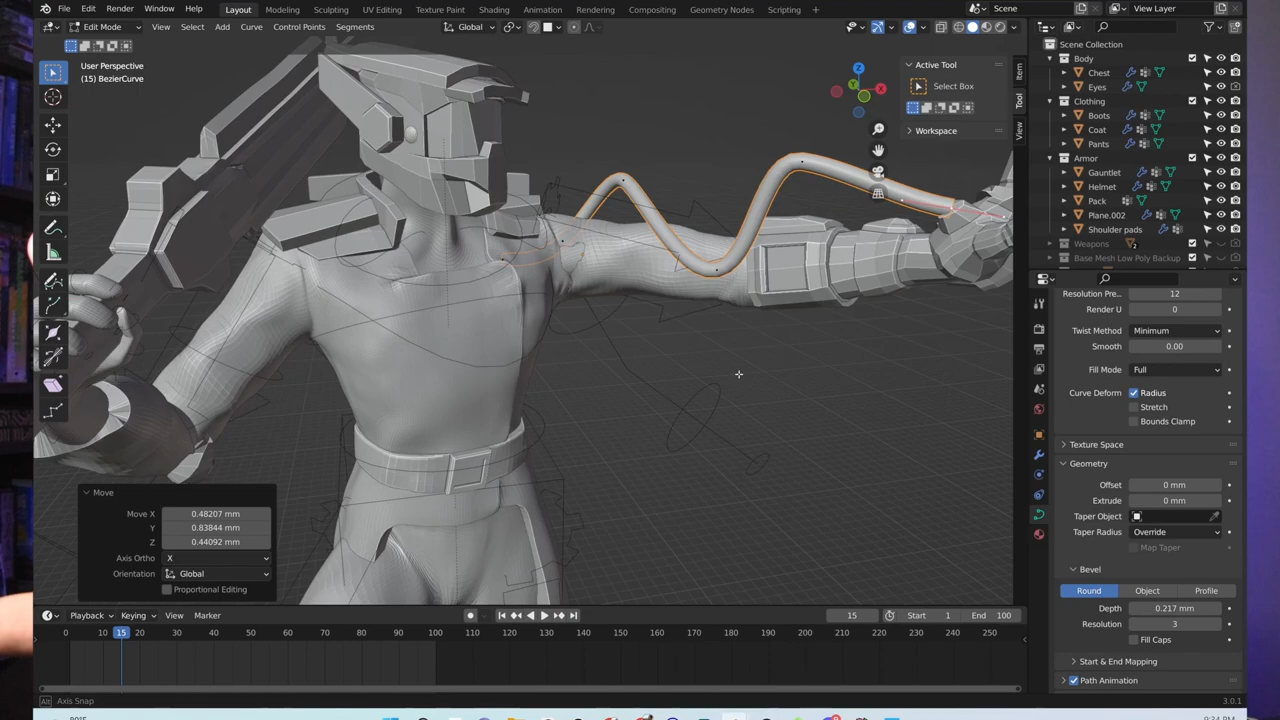 File Edit Render Window Help Layout Modeling Sculpting UV Editing Texture Paint Shading Animation Rendering Compositing Geometry Nodes Scripting + Scene View Layer
Edit Mode View Select Add Curve Control Points Segments Global
User Perspective
(15) BezierCurve
Z
Y
X
Active Tool
Select Box
Workspace
Item
Tool
View
Scene Collection
Body
Chest
Eyes
Clothing
Boots
Coat
Pants
Armor
Gauntlet
Helmet
Pack
Plane.002
Shoulder pads
Weapons 2
Base Mesh Low Poly Backup
Resolution Pre... 12
Render U 0
Twist Method Minimum
Smooth 0.00
Fill Mode Full
Curve Deform Radius
Stretch
Bounds Clamp
Texture Space
Geometry
Offset 0 mm
Extrude 0 mm
Taper Object
Taper Radius Override
Map Taper
Bevel
Round Object Profile
Depth 0.217 mm
Resolution 3
Fill Caps
Start & End Mapping
Path Animation
Move
Move X 0.48207 mm
Y 0.83844 mm
Z 0.44092 mm
Axis Ortho X
Orientation Global
Proportional Editing
Playback Keying View Marker 15 Start 1 End 100
0 10 15 20 30 40 50 60 70 80 90 100 110 120 130 140 150 160 170 180 190 200 210 220 230 240 250
Alt Axis Snap 3.0.1